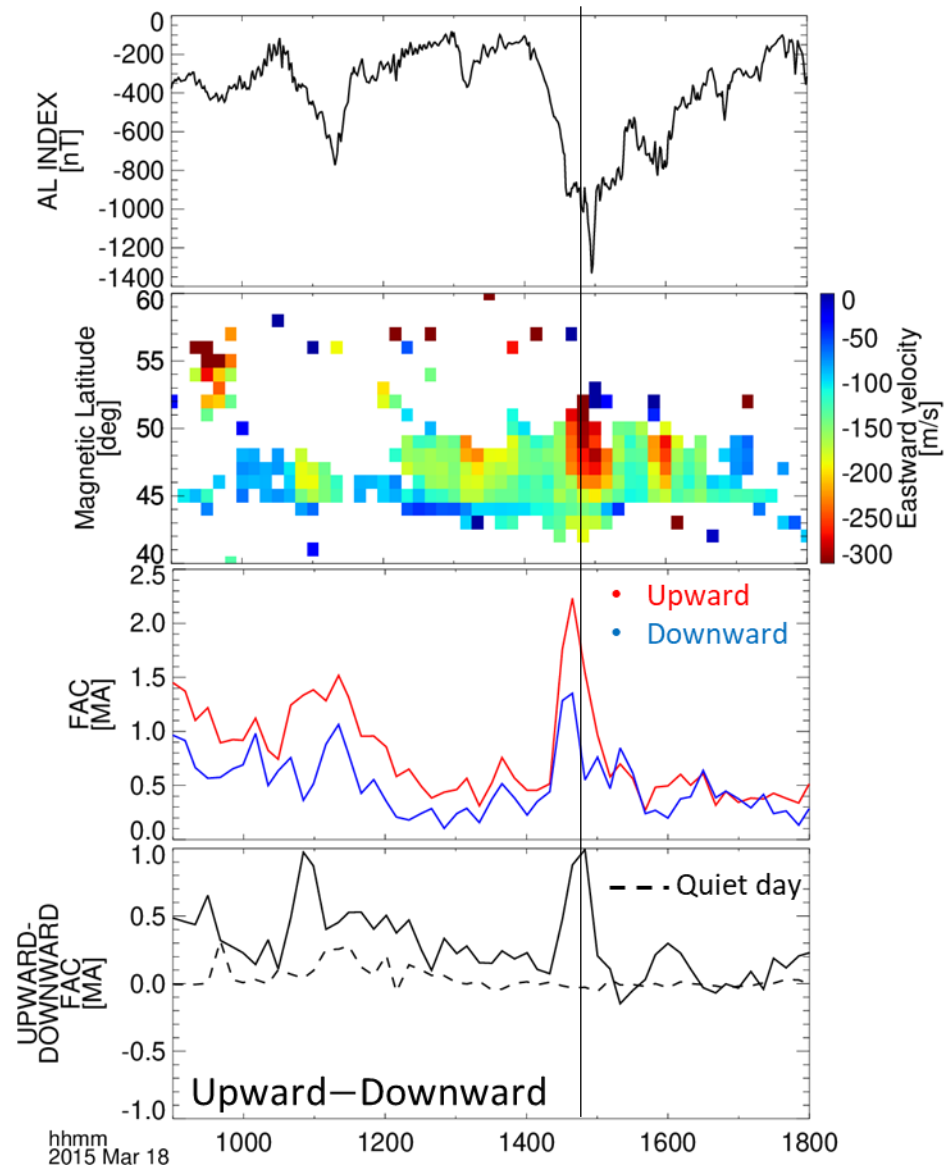 0
-200
-400
-600
-800
-1000
-1200
-1400
AL INDEX
[nT]
60
55
50
45
40
Magnetic Latitude
[deg]
0
-50
-100
-150
-200
-250
-300
Eastward velocity
[m/s]
2.5
2.0
1.5
1.0
0.5
0.0
FAC
[MA]
Upward
Downward
1.0
0.5
0.0
-0.5
-1.0
UPWARD-
DOWNWARD
FAC
[MA]
Quiet day
Upward—Downward
hhmm
2015 Mar 18
1000 1200 1400 1600 1800